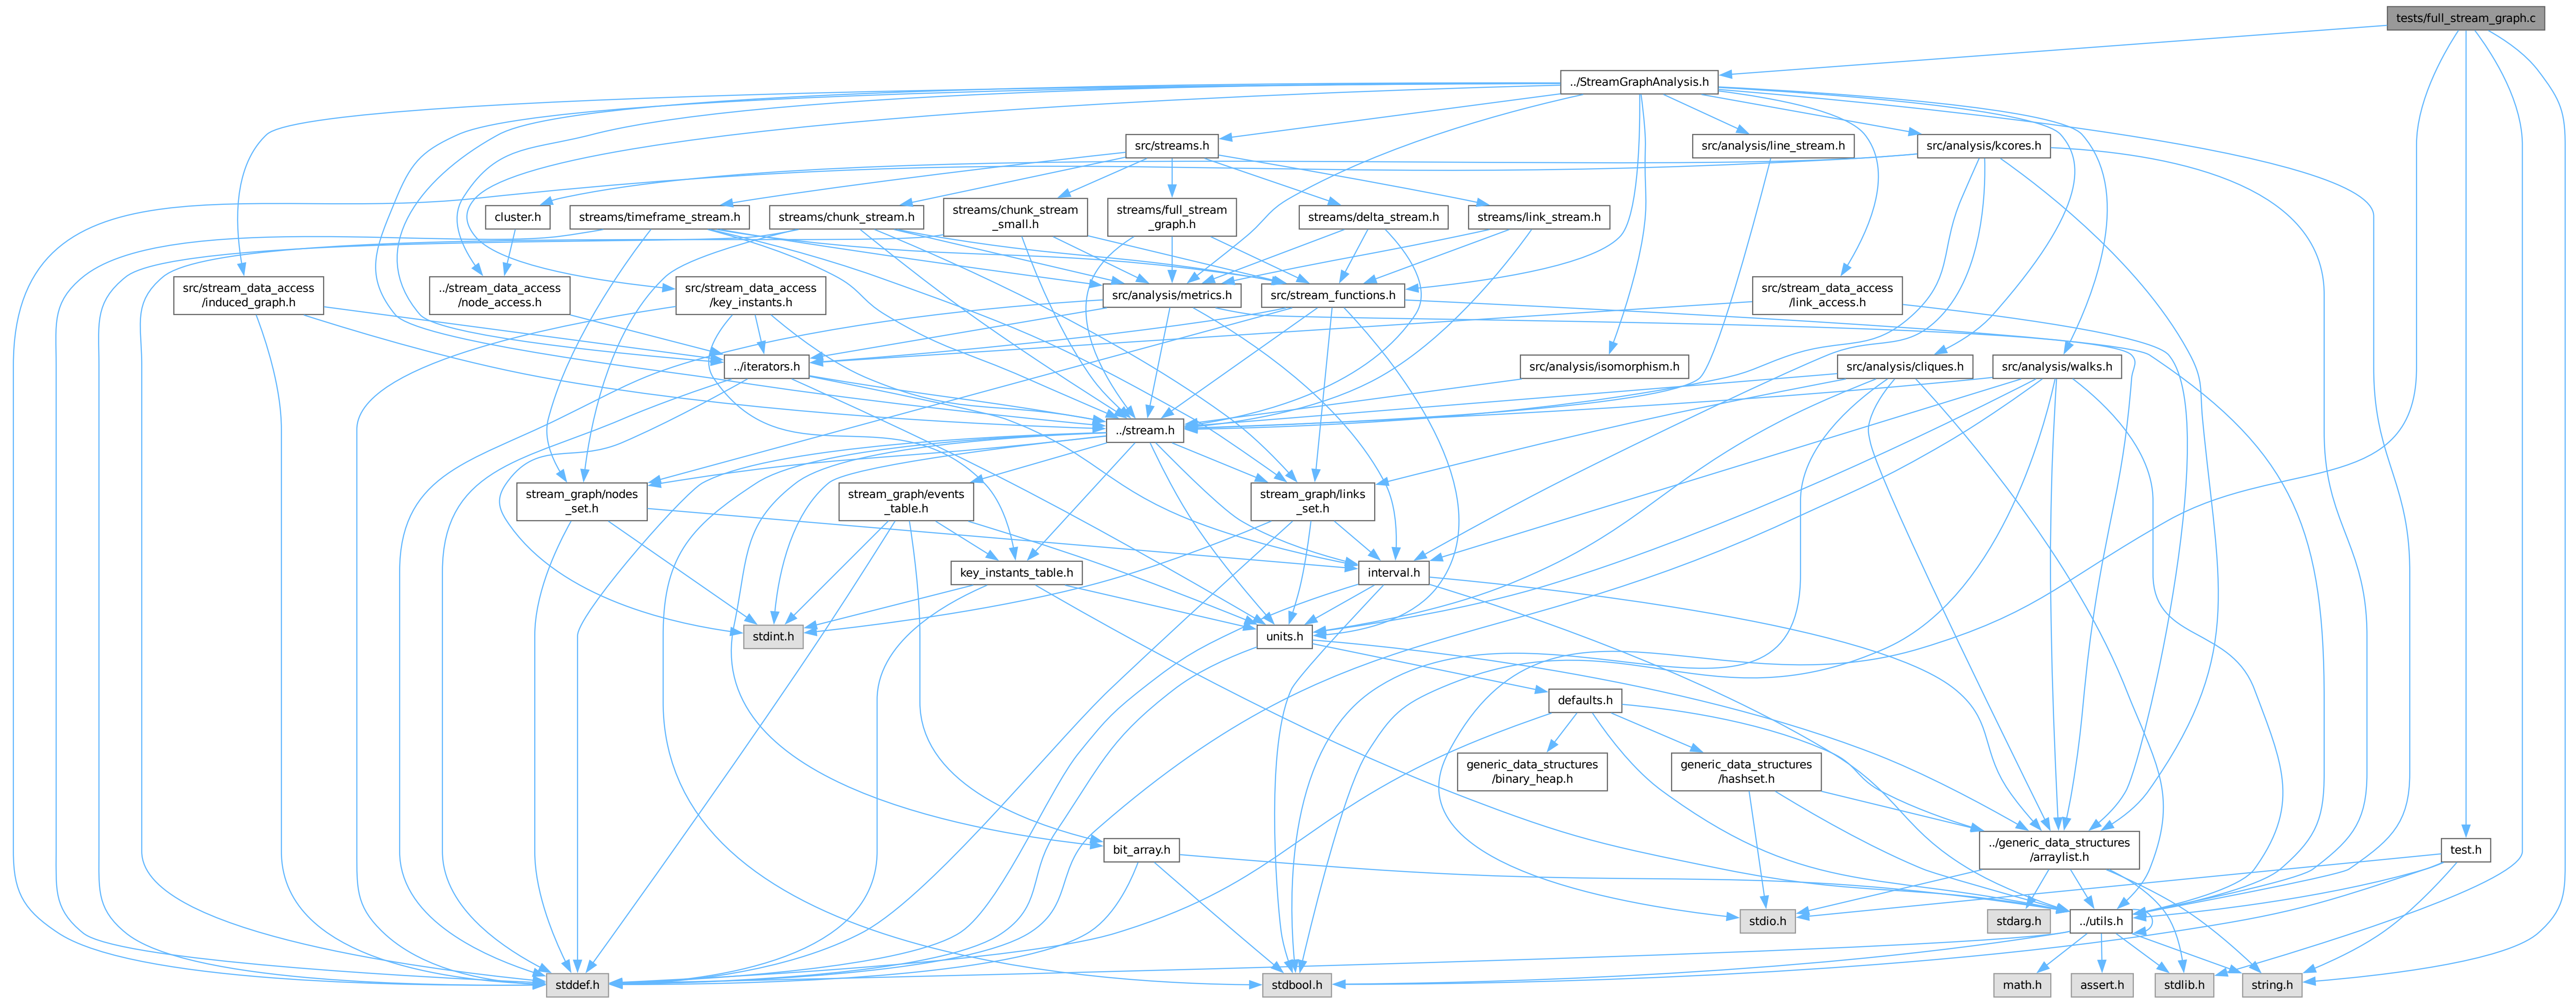 tests/full_stream_graph.c
../StreamGraphAnalysis.h
src/streams.h
src/analysis/line_stream.h
src/analysis/kcores.h
cluster.h
streams/timeframe_stream.h
streams/chunk_stream.h
streams/chunk_stream
_small.h
streams/full_stream
_graph.h
streams/delta_stream.h
streams/link_stream.h
src/stream_data_access
/induced_graph.h
../stream_data_access
/node_access.h
src/stream_data_access
/key_instants.h
src/analysis/metrics.h
src/stream_functions.h
src/stream_data_access
/link_access.h
../iterators.h
src/analysis/isomorphism.h
src/analysis/cliques.h
src/analysis/walks.h
../stream.h
stream_graph/nodes
_set.h
stream_graph/events
_table.h
stream_graph/links
_set.h
key_instants_table.h
interval.h
stdint.h
units.h
defaults.h
generic_data_structures
/binary_heap.h
generic_data_structures
/hashset.h
bit_array.h
../generic_data_structures
/arraylist.h
test.h
stdio.h
stdarg.h
../utils.h
stddef.h
stdbool.h
math.h
assert.h
stdlib.h
string.h